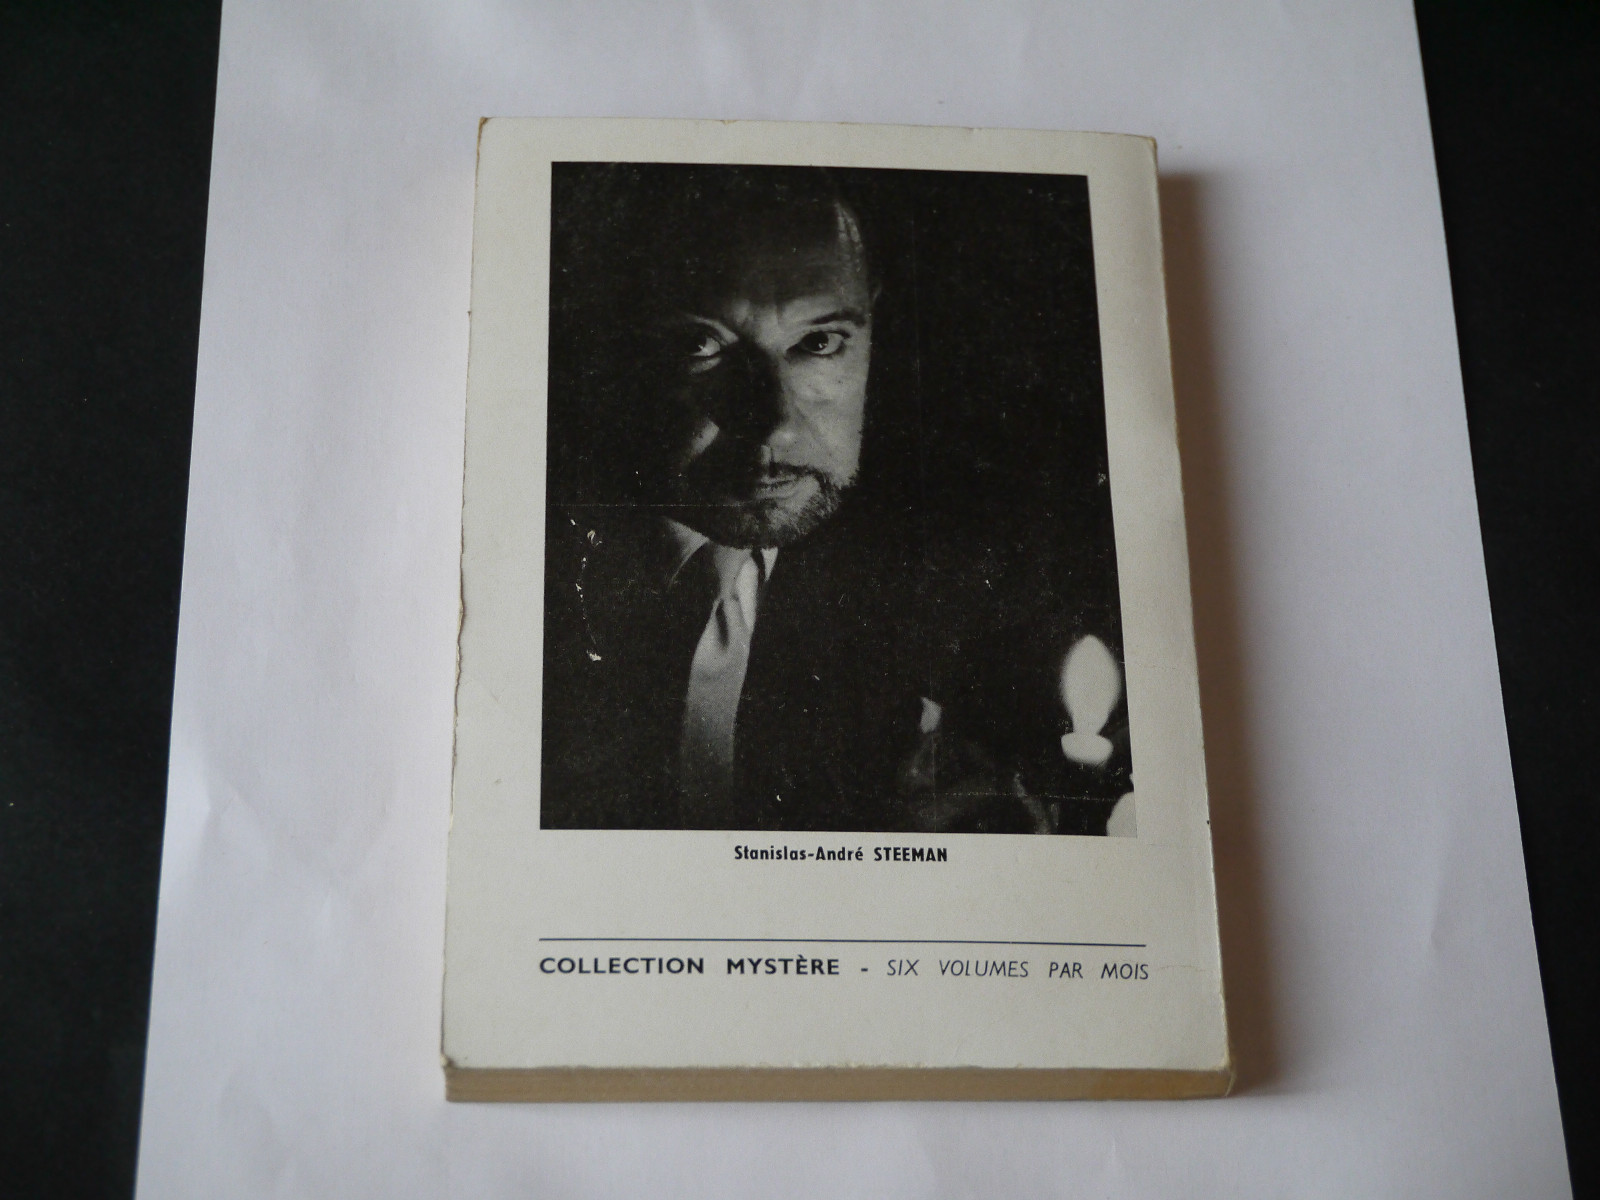 Stanislas-André STEEMAN
COLLECTION MYSTÈRE - SIX VOLUMES PAR MOIS